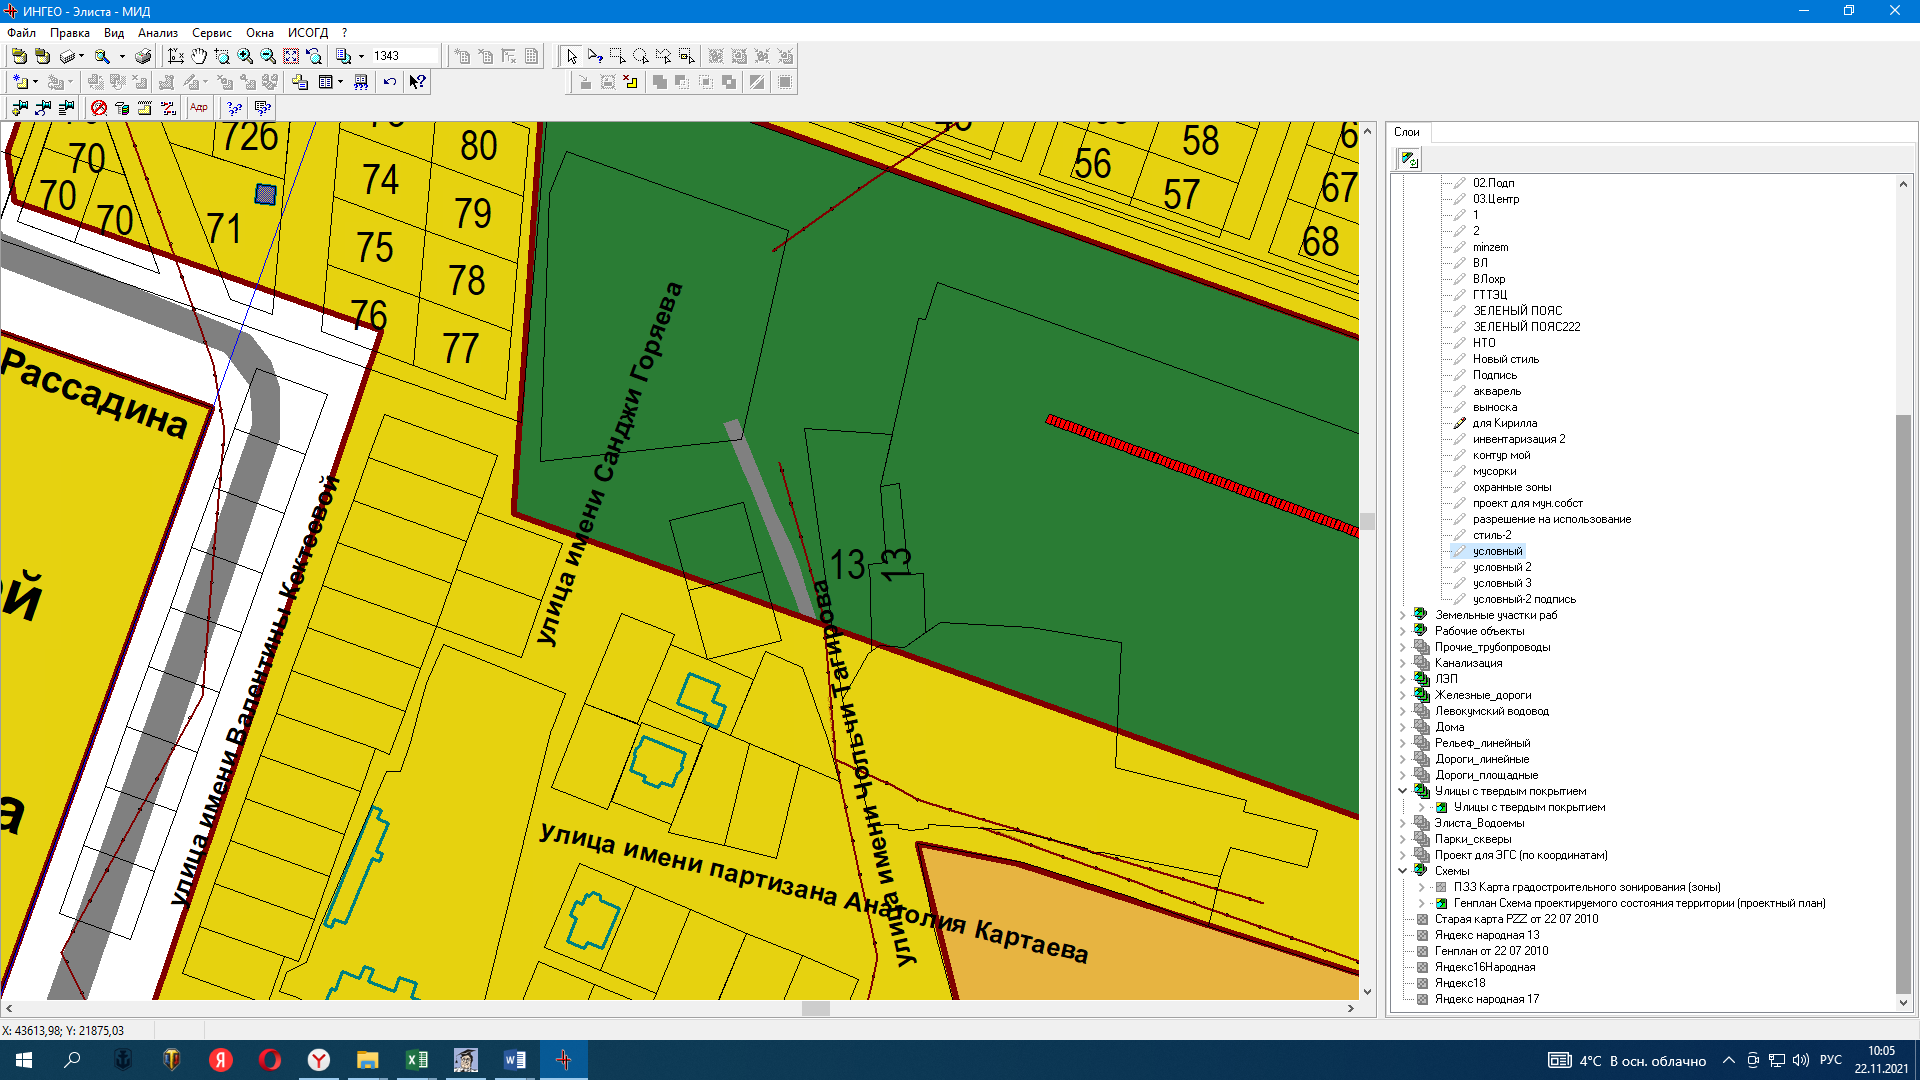 ИНГЕО - Элиста - МИД
Файл Правка Вид Анализ Сервис Окна ИСОГД ?
1343
Адр
Слои
02.Подп
03.Центр
1
2
minzem
ВЛ
ВЛохр
ГТТЭЦ
ЗЕЛЕНЫЙ ПОЯС
ЗЕЛЕНЫЙ ПОЯС222
НТО
Новый стиль
Подпись
акварель
выноска
для Кирилла
инвентаризация 2
контур мой
мусорки
охранные зоны
проект для мун.собст
разрешение на использование
стиль-2
условный
условный 2
условный 3
условный-2 подпись
Земельные участки раб
Рабочие объекты
Прочие_трубопроводы
Канализация
ЛЭП
Железные_дороги
Левокумский водовод
Дома
Рельеф_линейный
Дороги_линейные
Дороги_площадные
Улицы с твердым покрытием
Улицы с твердым покрытием
Элиста_Водоемы
Парки_скверы
Проект для ЭГС (по координатам)
Схемы
ПЗЗ Карта градостроительного зонирования (зоны)
Генплан Схема проектируемого состояния территории (проектный план)
Старая карта PZZ от 22 07 2010
Яндекс народная 13
Генплан от 22 07 2010
Яндекс16Народная
Яндекс18
Яндекс народная 17
70
70
70
726
71
74
75
76
80
79
78
77
56
58
57
67
68
13
13
Рассадина
ой
а
улица имени Валентины Кектеевой
улица имени Санджи Горяева
улица имени Чольчи Тагирова
улица имени партизана Анатолия Картаева
X: 43613,98; Y: 21875,03
4°C В осн. облачно
РУС
10:05
22.11.2021